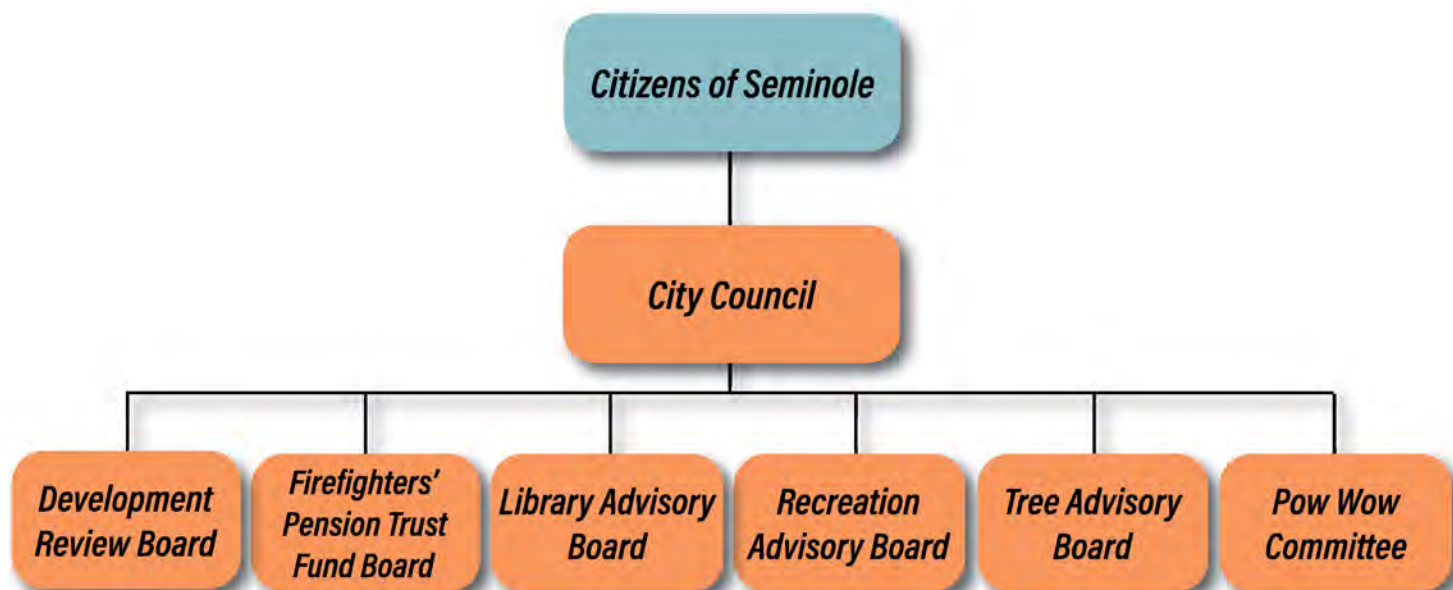 Citizens of Seminole
City Council
Development
Review Board
Firefighters’
Pension Trust
Fund Board
Library Advisory
Board
Recreation
Advisory Board
Tree Advisory
Board
Pow Wow
Committee